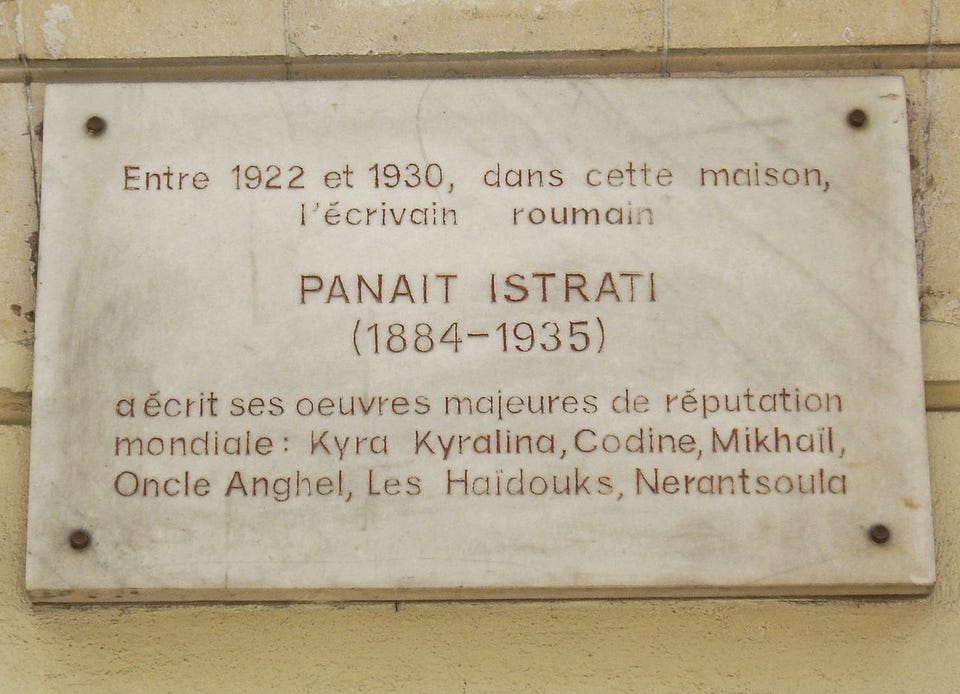 Entre 1922 et 1930, dans cette maison,
l'écrivain roumain
PANAIT ISTRATI
(1884-1935)
a écrit ses oeuvres majeures de réputation
mondiale: Kyra Kyralina, Codine, Mikhaïl,
Oncle Anghel, Les Haïdouks, Nerantsoula